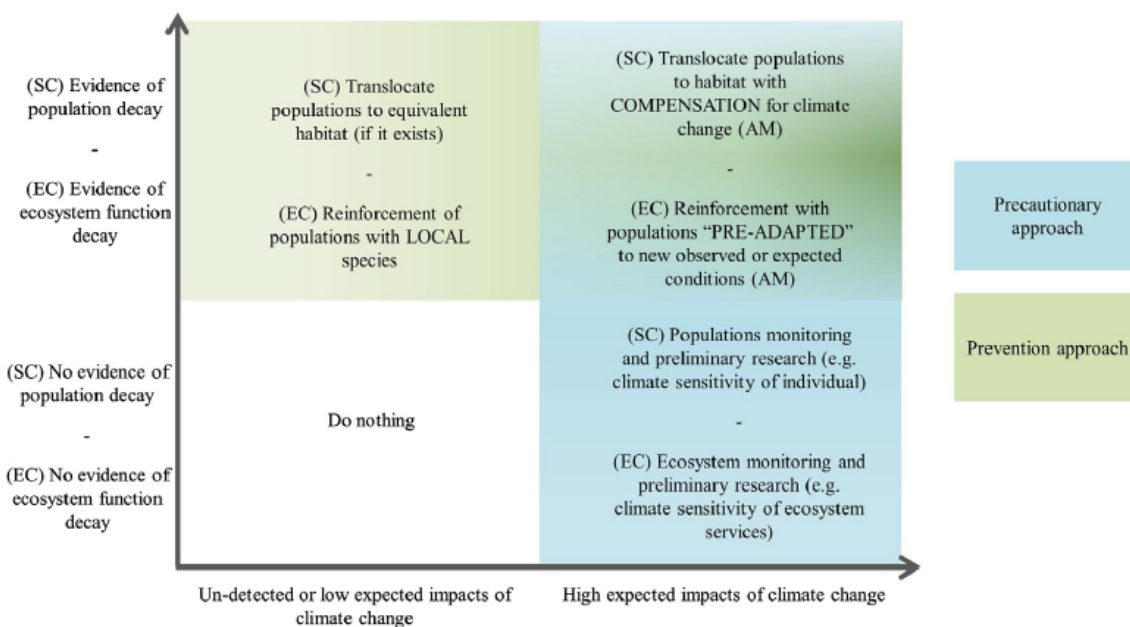 (SC) Evidence of
population decay
-
(EC) Evidence of
ecosystem function
decay
(SC) Translocate
populations to equivalent
habitat (if it exists)
-
(EC) Reinforcement of
populations with LOCAL
species
(SC) Translocate populations
to habitat with
COMPENSATION for climate
change (AM)
-
(EC) Reinforcement with
populations “PRE-ADAPTED”
to new observed or expected
conditions (AM)
Precautionary
approach
Prevention approach
(SC) No evidence of
population decay
-
(EC) No evidence of
ecosystem function
decay
Do nothing
(SC) Populations monitoring
and preliminary research (e.g.
climate sensitivity of individual)
-
(EC) Ecosystem monitoring and
preliminary research (e.g.
climate sensitivity of ecosystem
services)
Un-detected or low expected impacts of
climate change
High expected impacts of climate change